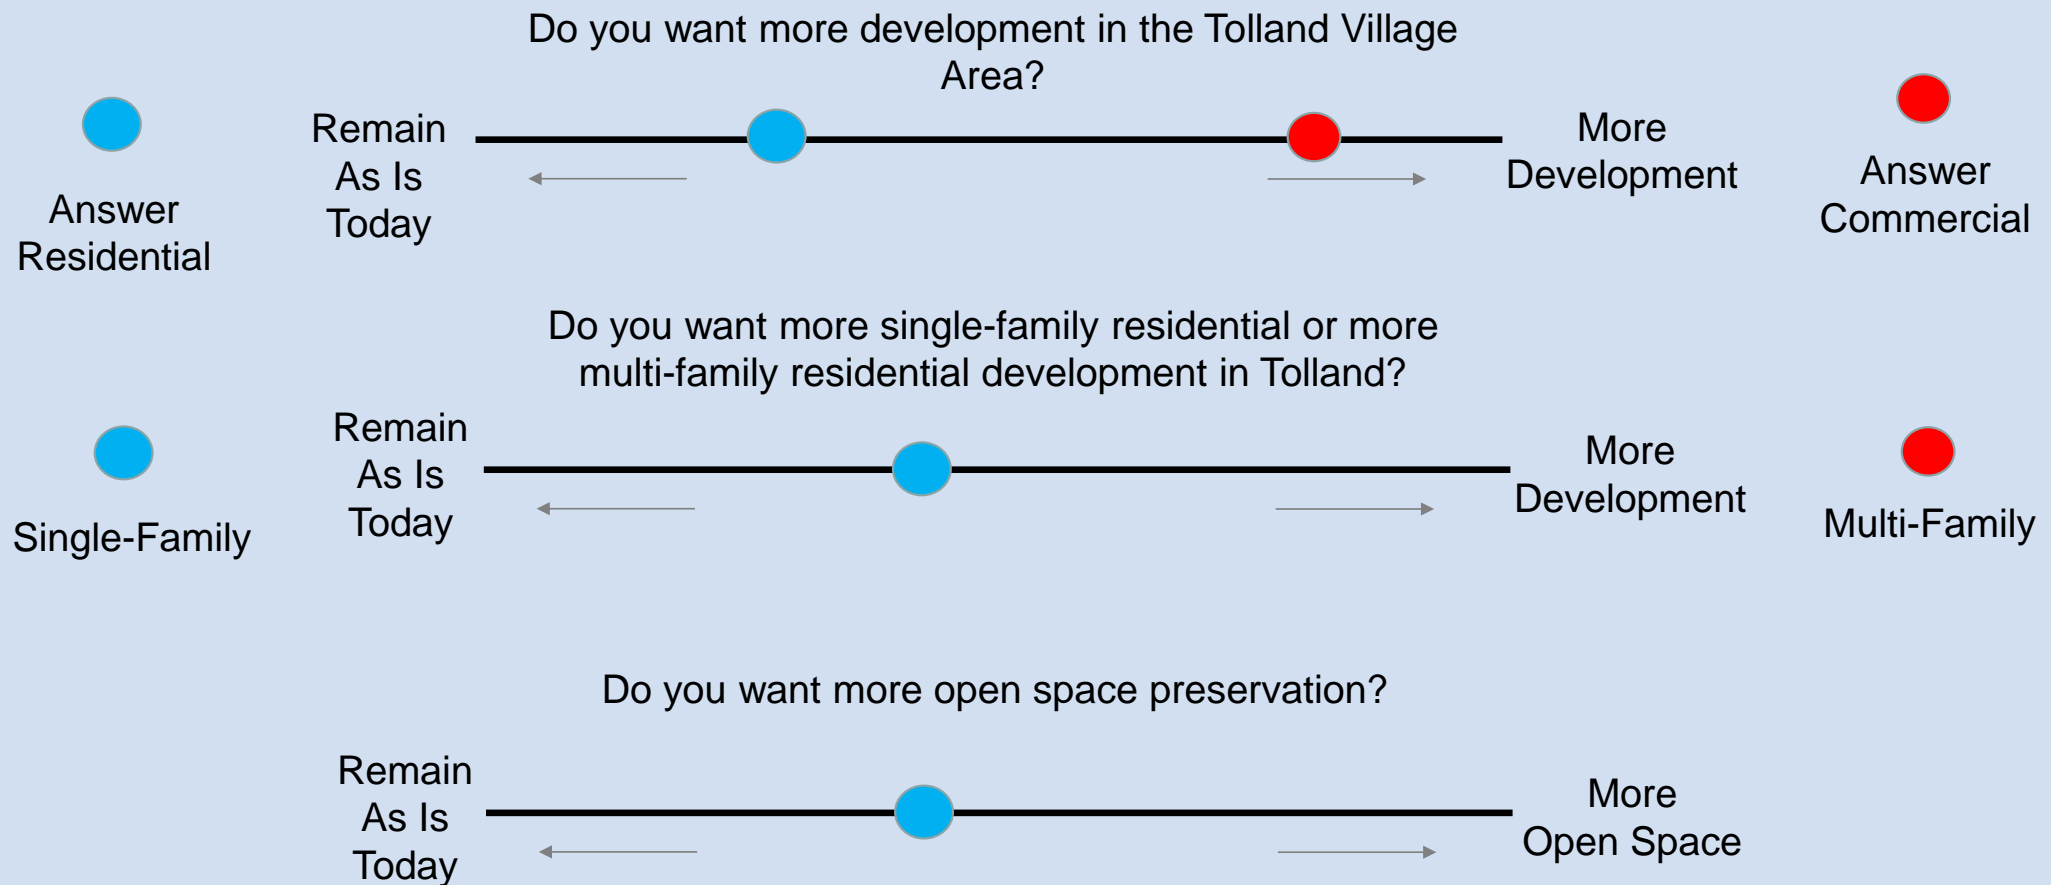 Do you want more development in the Tolland Village
Area?
Answer
Residential
Remain
As Is
Today
More
Development
Answer
Commercial
Do you want more single-family residential or more
multi-family residential development in Tolland?
Single-Family
Remain
As Is
Today
More
Development
Multi-Family
Do you want more open space preservation?
Remain
As Is
Today
More
Open Space